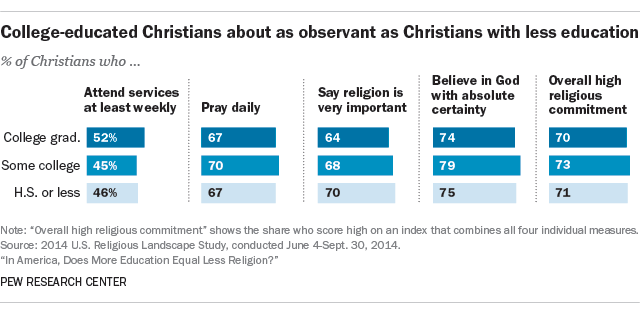 College-educated Christians about as observant as Christians with less education
% of Christians who ...
Attend services at least weekly
Pray daily
Say religion is very important
Believe in God with absolute certainty
Overall high religious commitment
College grad. 52% 67 64 74 70
Some college 45% 70 68 79 73
H.S. or less 46% 67 70 75 71
Note: “Overall high religious commitment” shows the share who score high on an index that combines all four individual measures.
Source: 2014 U.S. Religious Landscape Study, conducted June 4-Sept. 30, 2014.
“In America, Does More Education Equal Less Religion?”
PEW RESEARCH CENTER